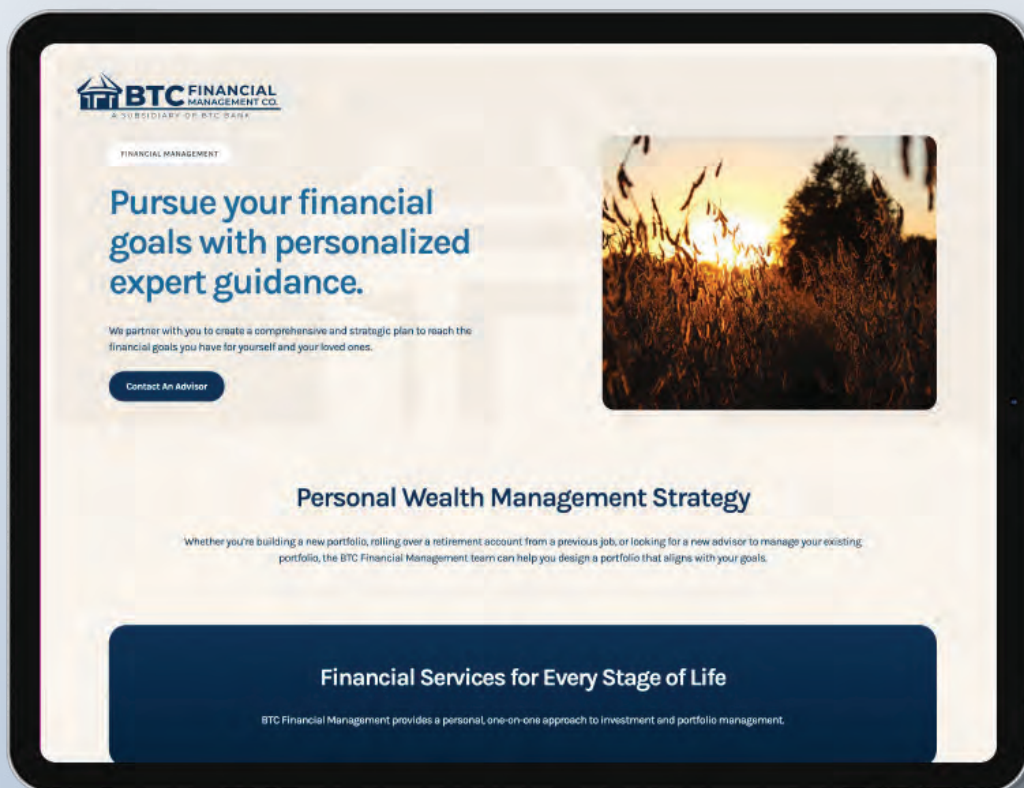 BTC FINANCIAL
MANAGEMENT CO.
A SUBSIDIARY OF BTC BANK
FINANCIAL MANAGEMENT
Pursue your financial
goals with personalized
expert guidance.
We partner with you to create a comprehensive and strategic plan to reach the
financial goals you have for yourself and your loved ones.
Contact An Advisor
Personal Wealth Management Strategy
Whether you're building a new portfolio, rolling over a retirement account from a previous job, or looking for a new advisor to manage your existing
portfolio, the BTC Financial Management team can help you design a portfolio that aligns with your goals.
Financial Services for Every Stage of Life
BTC Financial Management provides a personal, one-on-one approach to investment and portfolio management.